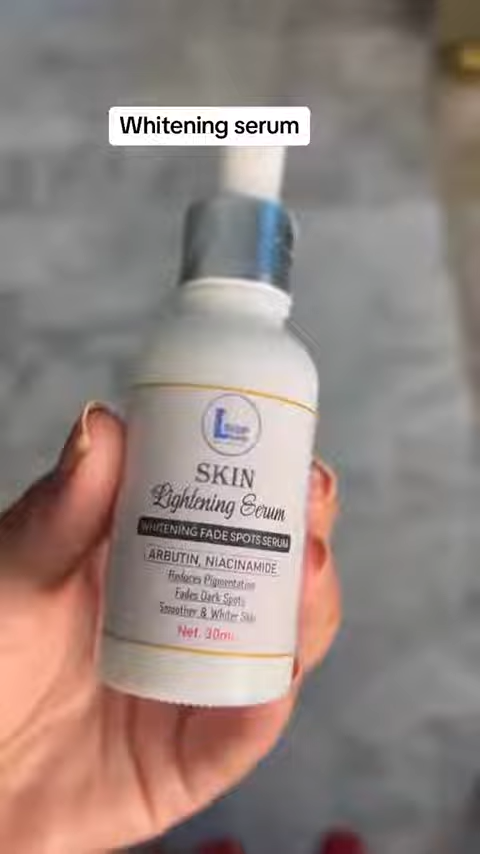 Whitening serum
SKIN
Lightening Serum
WHITENING FADE SPOTS SERUM
ARBUTIN, NIACINAMIDE
Reduces Pigmentation
Fades Dark Spots
Smoother & Whiter Skin
Net. 30ml